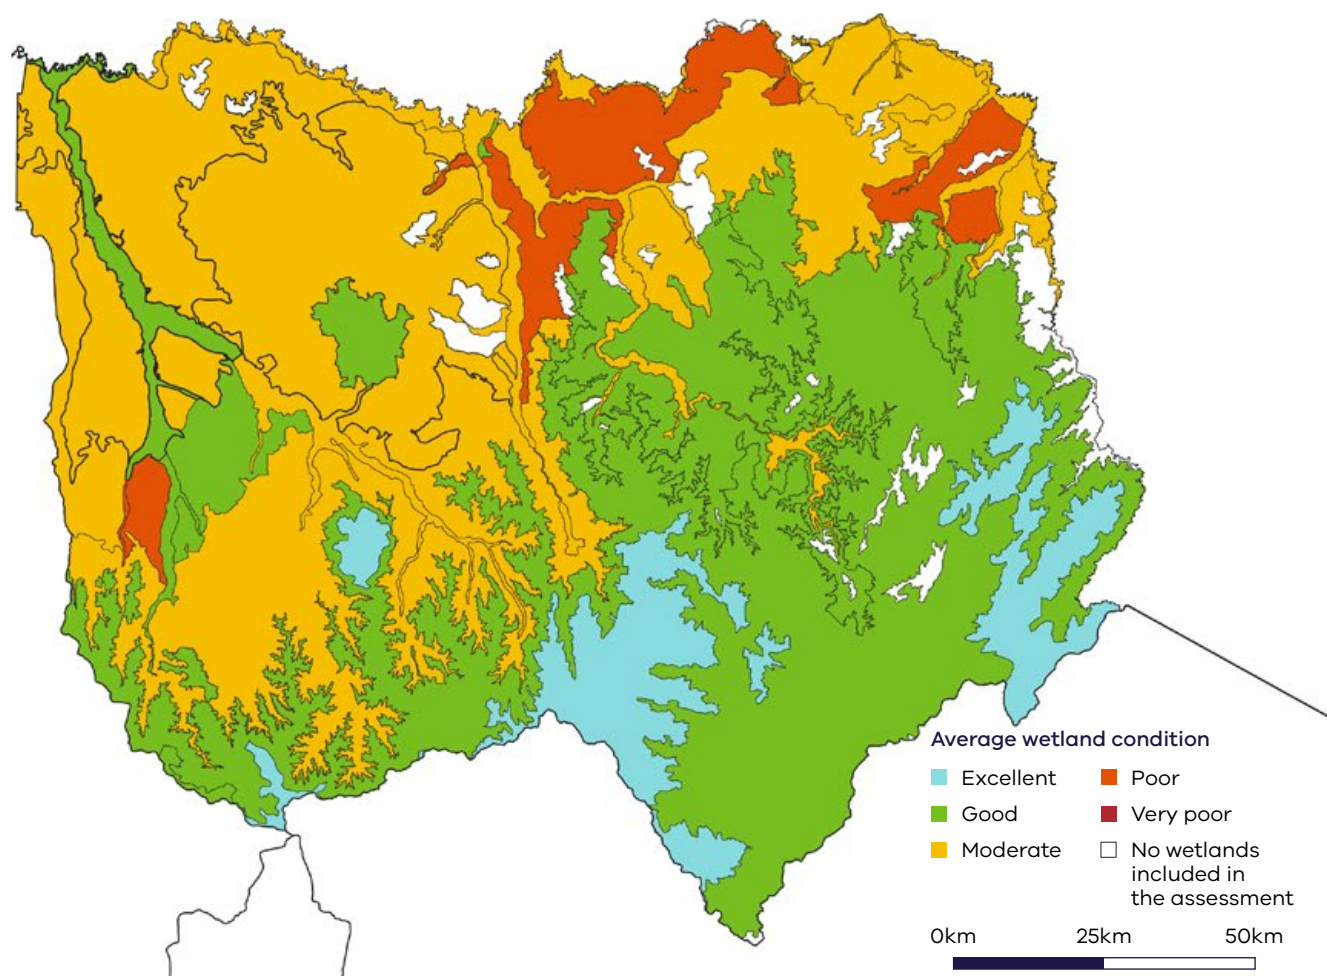 Average wetland condition
Excellent
Good
Moderate
Poor
Very poor
No wetlands
included in
the assessment
0km 25km 50km